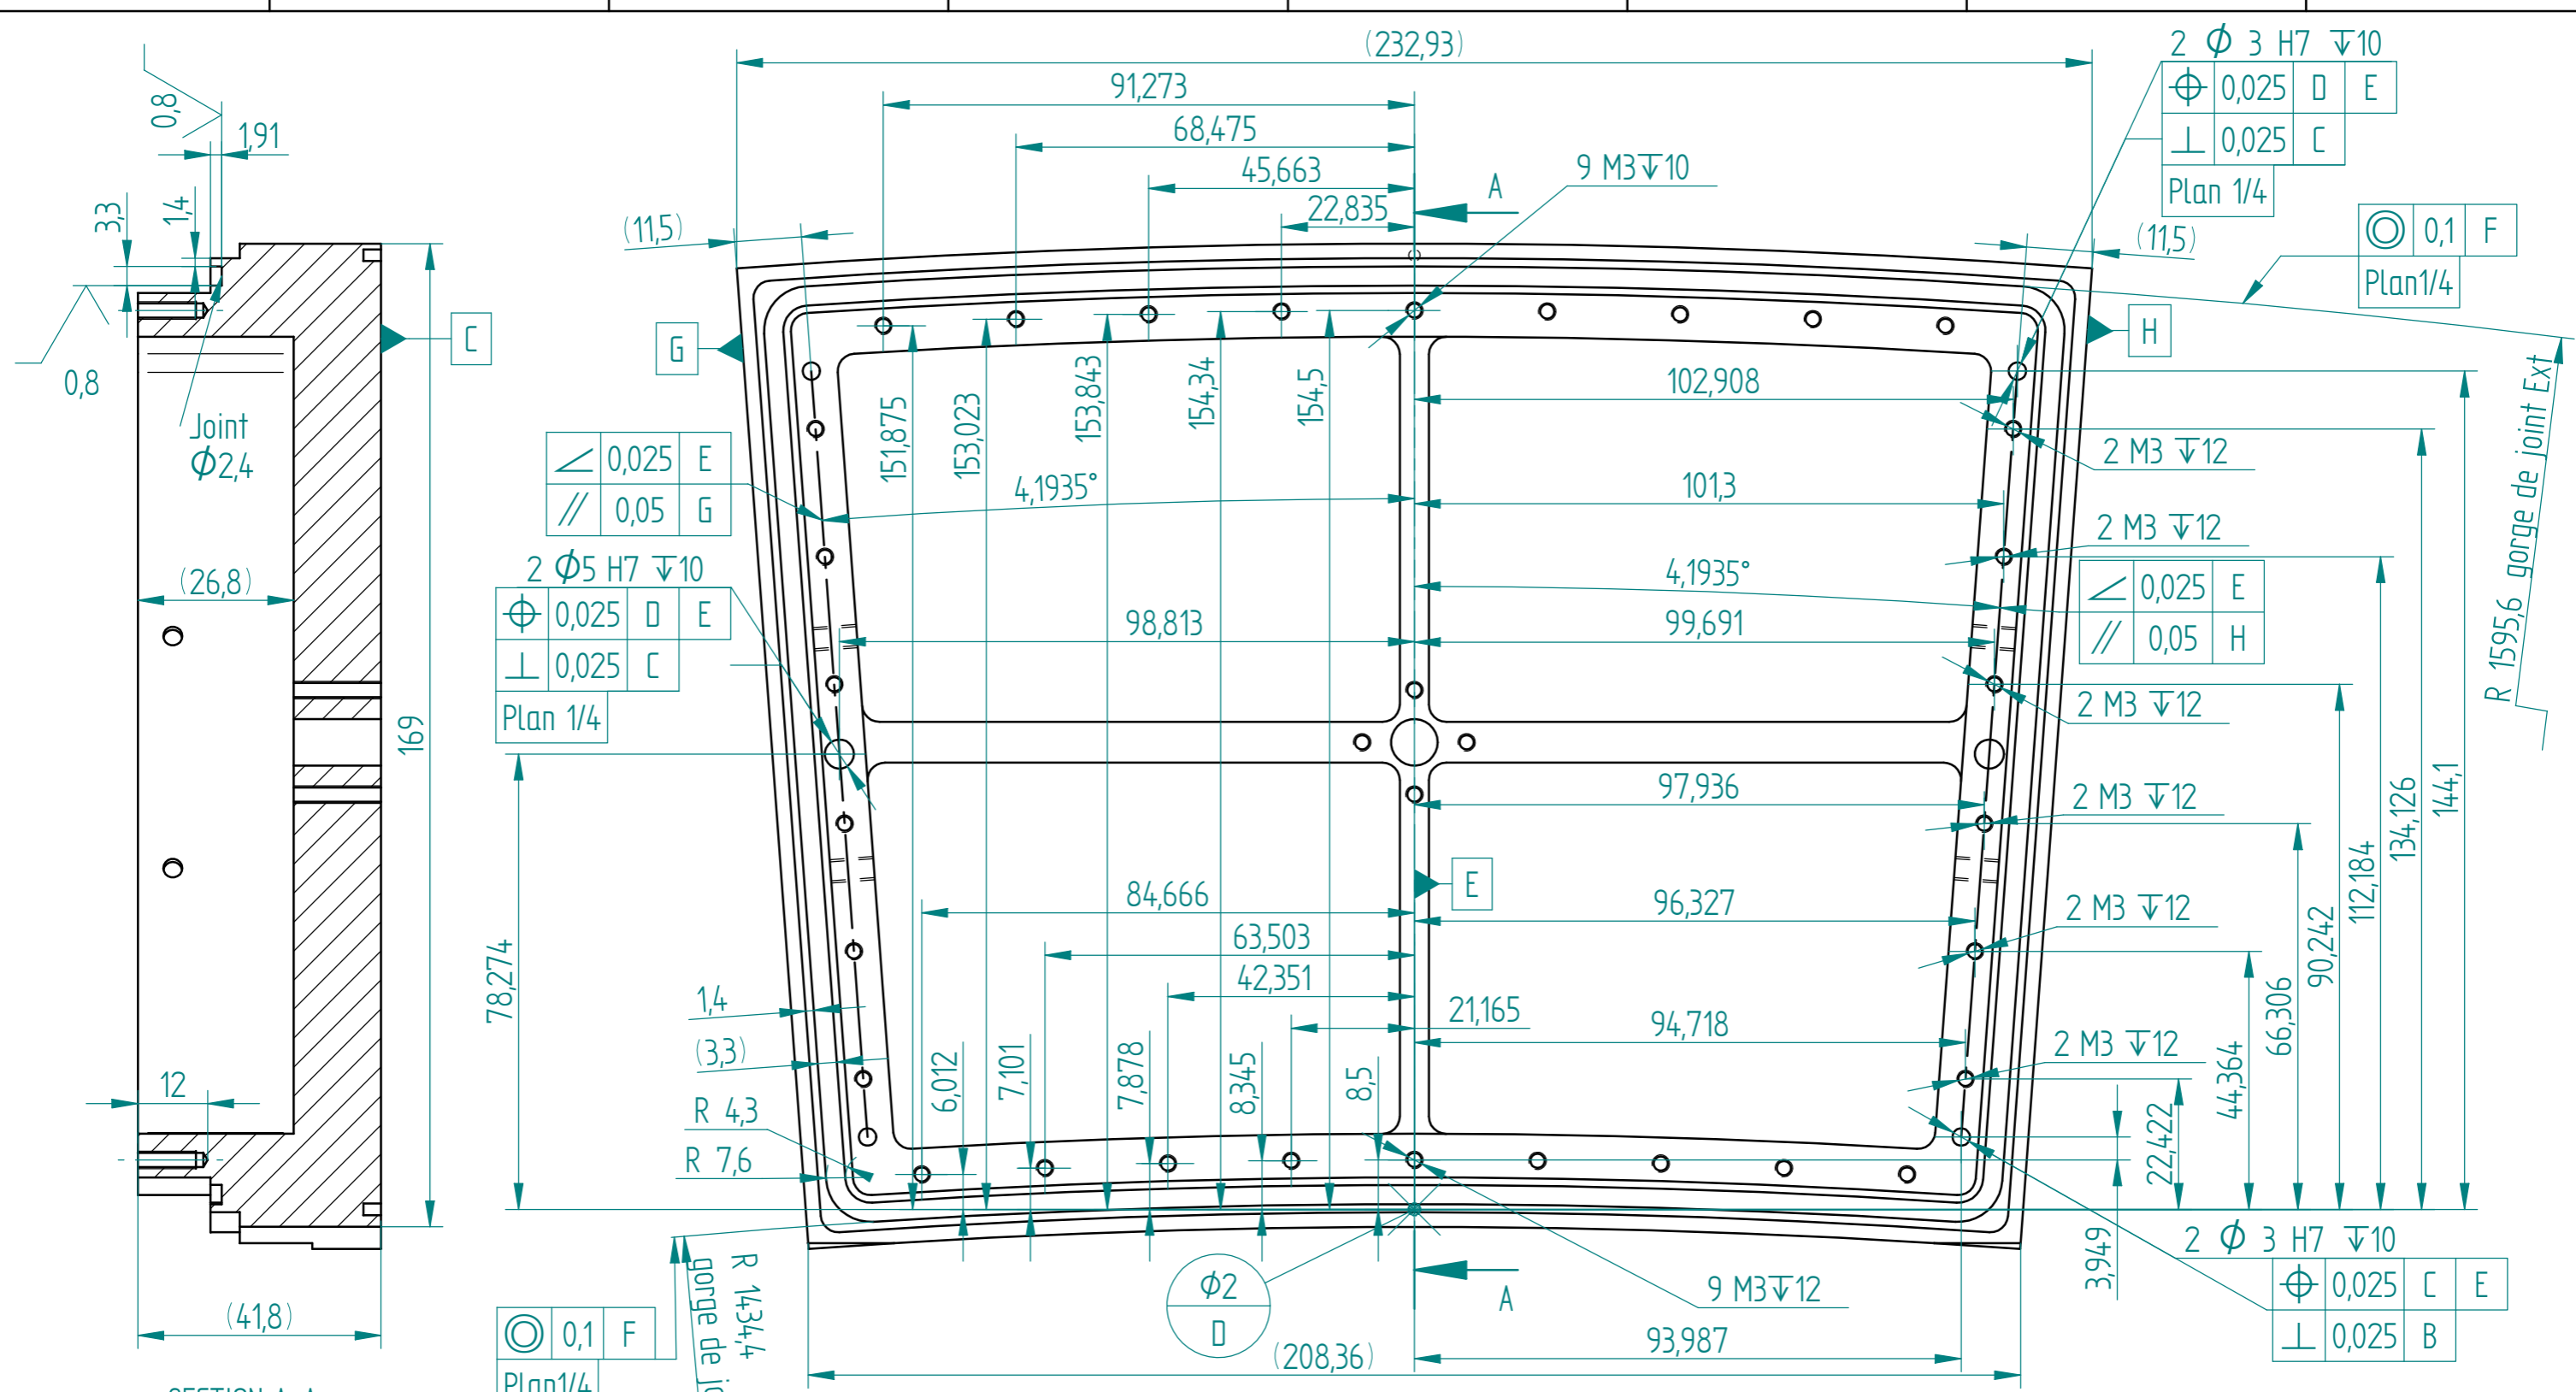 (232,93)
91,273
68,475
45,663
22,835
9 M3↧10
A
2 ⌀ 3 H7 ↧10
⌖ 0,025 D E
⊥ 0,025 C
Plan 1/4
(11,5)
(11,5)
◎ 0,1 F
Plan1/4
R 1595,6 gorge de joint Ext
0,8
1,91
3,3
1,4
0,8
Joint
⌀2,4
C
(26,8)
169
12
(41,8)
G
H
151,875
153,023
153,843
154,34
154,5
102,908
2 M3 ↧12
∠ 0,025 E
// 0,05 G
4,1935°
101,3
2 M3 ↧12
4,1935°
∠ 0,025 E
// 0,05 H
2 ⌀5 H7 ↧10
⌖ 0,025 D E
⊥ 0,025 C
Plan 1/4
98,813
99,691
2 M3 ↧12
97,936
2 M3 ↧12
78,274
84,666
E
96,327
2 M3 ↧12
63,503
42,351
21,165
94,718
2 M3 ↧12
1,4
(3,3)
R 4,3
R 7,6
6,012
7,101
7,878
8,345
8,5
3,949
22,422
44,364
66,306
90,242
112,184
134,126
144,1
2 ⌀ 3 H7 ↧10
⌖ 0,025 C E
⊥ 0,025 B
⌀2
D
A
9 M3↧12
93,987
(208,36)
◎ 0,1 F
Plan1/4
R 1434,4
gorge de